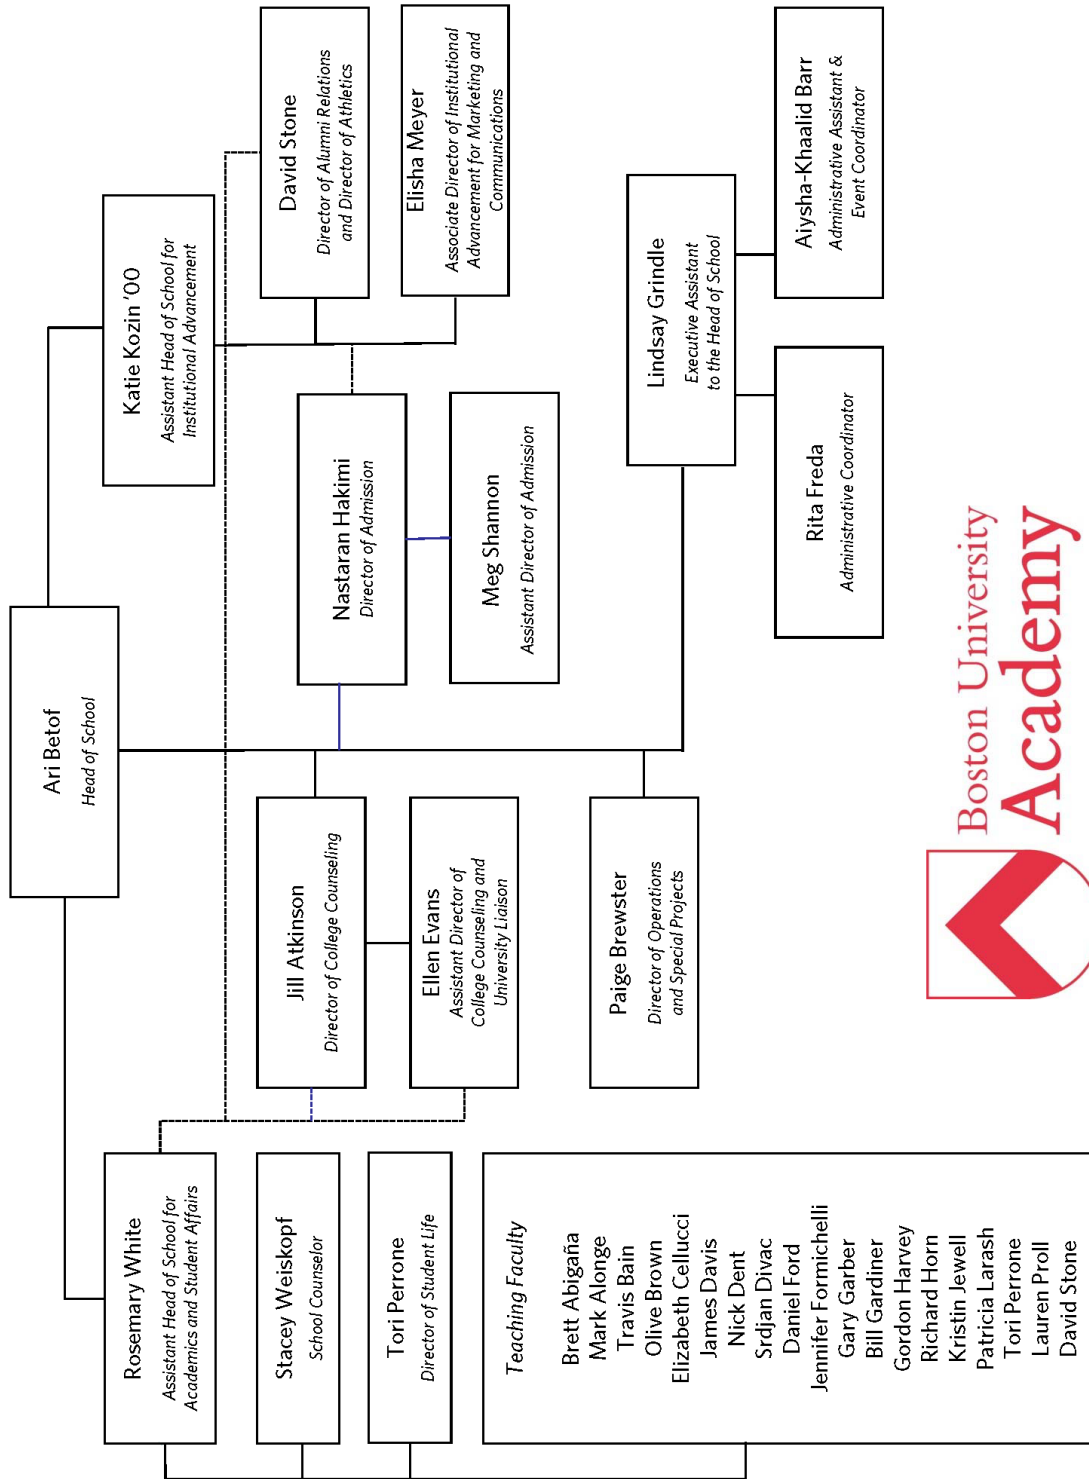 Ari Betof
Head of School
Rosemary White
Assistant Head of School for
Academics and Student Affairs
Katie Kozin '00
Assistant Head of School for
Institutional Advancement
Stacey Weiskopf
School Counselor
Tori Perrone
Director of Student Life
Teaching Faculty
Brett Abigaña
Mark Alonge
Travis Bain
Olive Brown
Elizabeth Cellucci
James Davis
Nick Dent
Srdjan Divac
Daniel Ford
Jennifer Formichelli
Gary Garber
Bill Gardiner
Gordon Harvey
Richard Horn
Kristin Jewell
Patricia Larash
Tori Perrone
Lauren Proll
David Stone
Jill Atkinson
Director of College Counseling
Ellen Evans
Assistant Director of
College Counseling and
University Liaison
Paige Brewster
Director of Operations
and Special Projects
Nastaran Hakimi
Director of Admission
Meg Shannon
Assistant Director of Admission
David Stone
Director of Alumni Relations
and Director of Athletics
Elisha Meyer
Associate Director of Institutional
Advancement for Marketing and
Communications
Lindsay Grindle
Executive Assistant
to the Head of School
Rita Freda
Administrative Coordinator
Aiysha-Khaalid Barr
Administrative Assistant &
Event Coordinator
Boston University
Academy